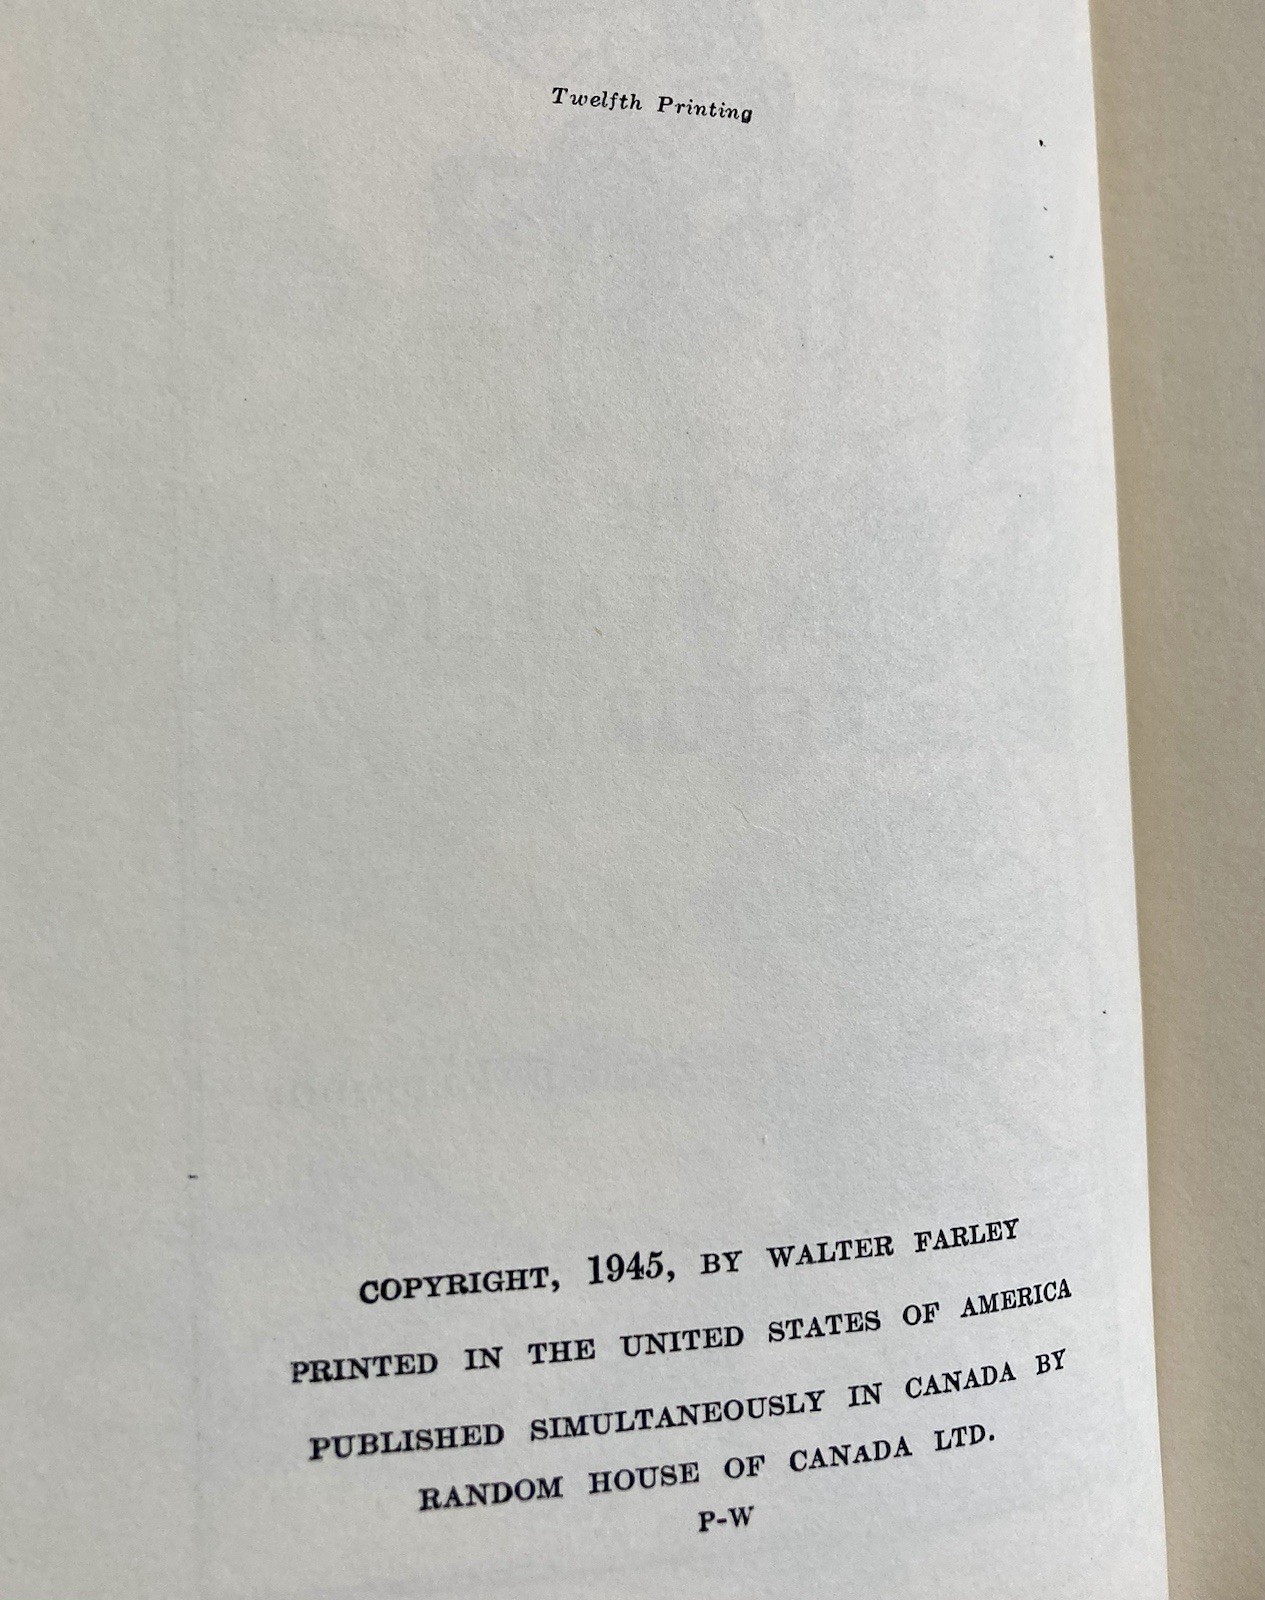 Twelfth Printing
COPYRIGHT, 1945, BY WALTER FARLEY
PRINTED IN THE UNITED STATES OF AMERICA
PUBLISHED SIMULTANEOUSLY IN CANADA BY
RANDOM HOUSE OF CANADA LTD.
P-W